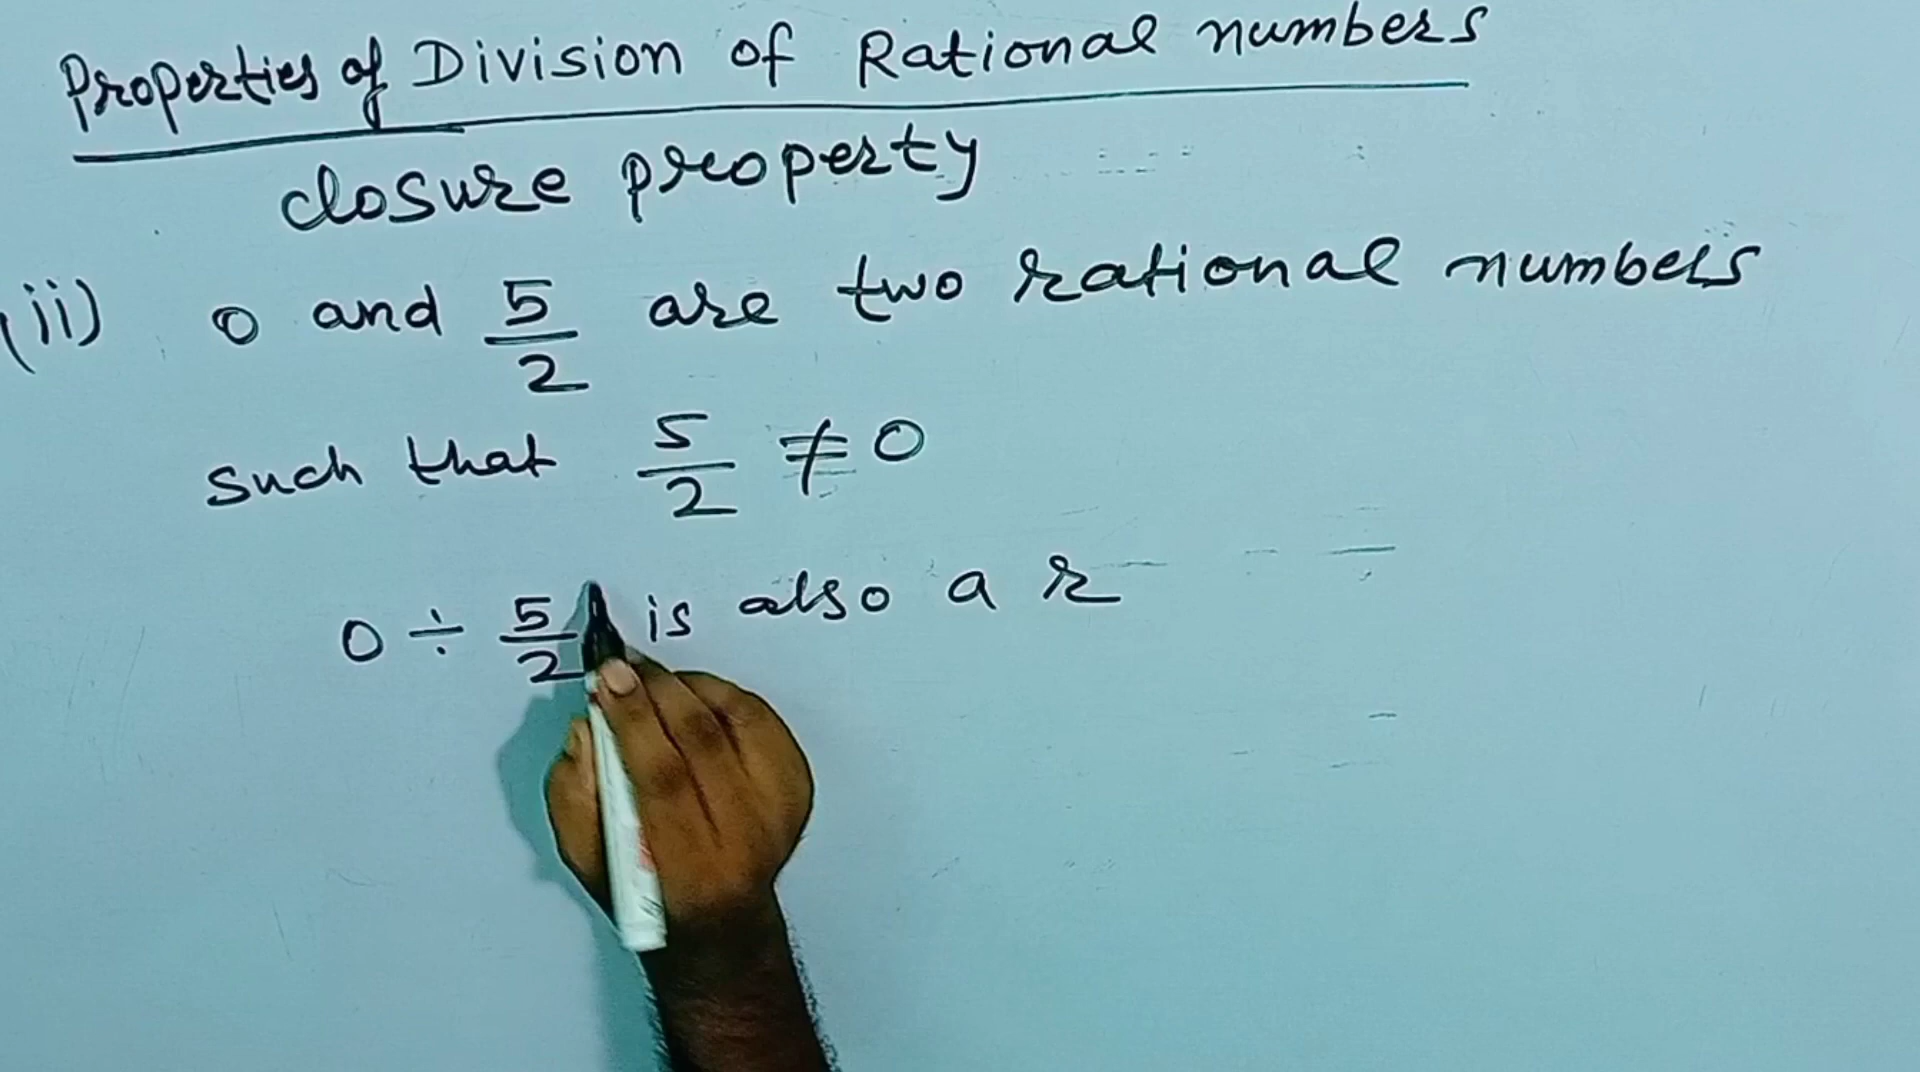 Properties of Division of Rational numbers
closure property
(ii) 0 and 5/2 are two rational numbers
such that 5/2 ≠ 0
0 ÷ 5/2 is also a r